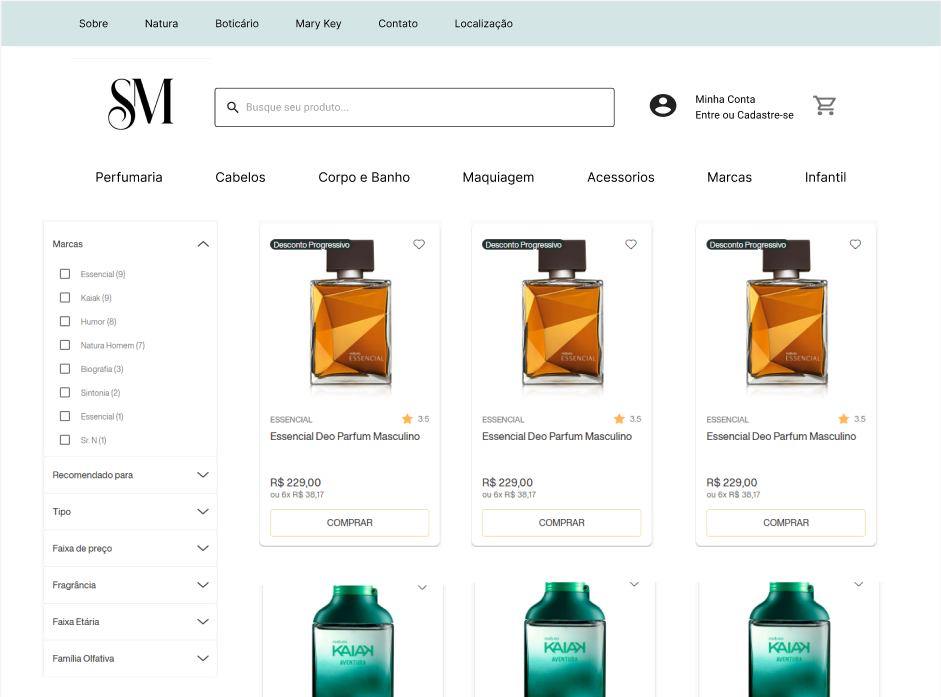 Sobre Natura Boticário Mary Key Contato Localização
SM
Busque seu produto...
Minha Conta
Entre ou Cadastre-se
Perfumaria Cabelos Corpo e Banho Maquiagem Acessorios Marcas Infantil
Marcas
Essencial (9)
Kaiak (9)
Humor (8)
Natura Homem (7)
Biografia (3)
Sintonia (2)
Essencial (1)
Sr. N (1)
Recomendado para
Tipo
Faixa de preço
Fragrância
Faixa Etária
Família Olfativa
Desconto Progressivo
natura
ESSENCIAL
ESSENCIAL 3.5
Essencial Deo Parfum Masculino
R$ 229,00
ou 6x R$ 38,17
COMPRAR
Desconto Progressivo
natura
ESSENCIAL
ESSENCIAL 3.5
Essencial Deo Parfum Masculino
R$ 229,00
ou 6x R$ 38,17
COMPRAR
Desconto Progressivo
natura
ESSENCIAL
ESSENCIAL 3.5
Essencial Deo Parfum Masculino
R$ 229,00
ou 6x R$ 38,17
COMPRAR
natura
KAIAK
AVENTURA
natura
KAIAK
AVENTURA
natura
KAIAK
AVENTURA